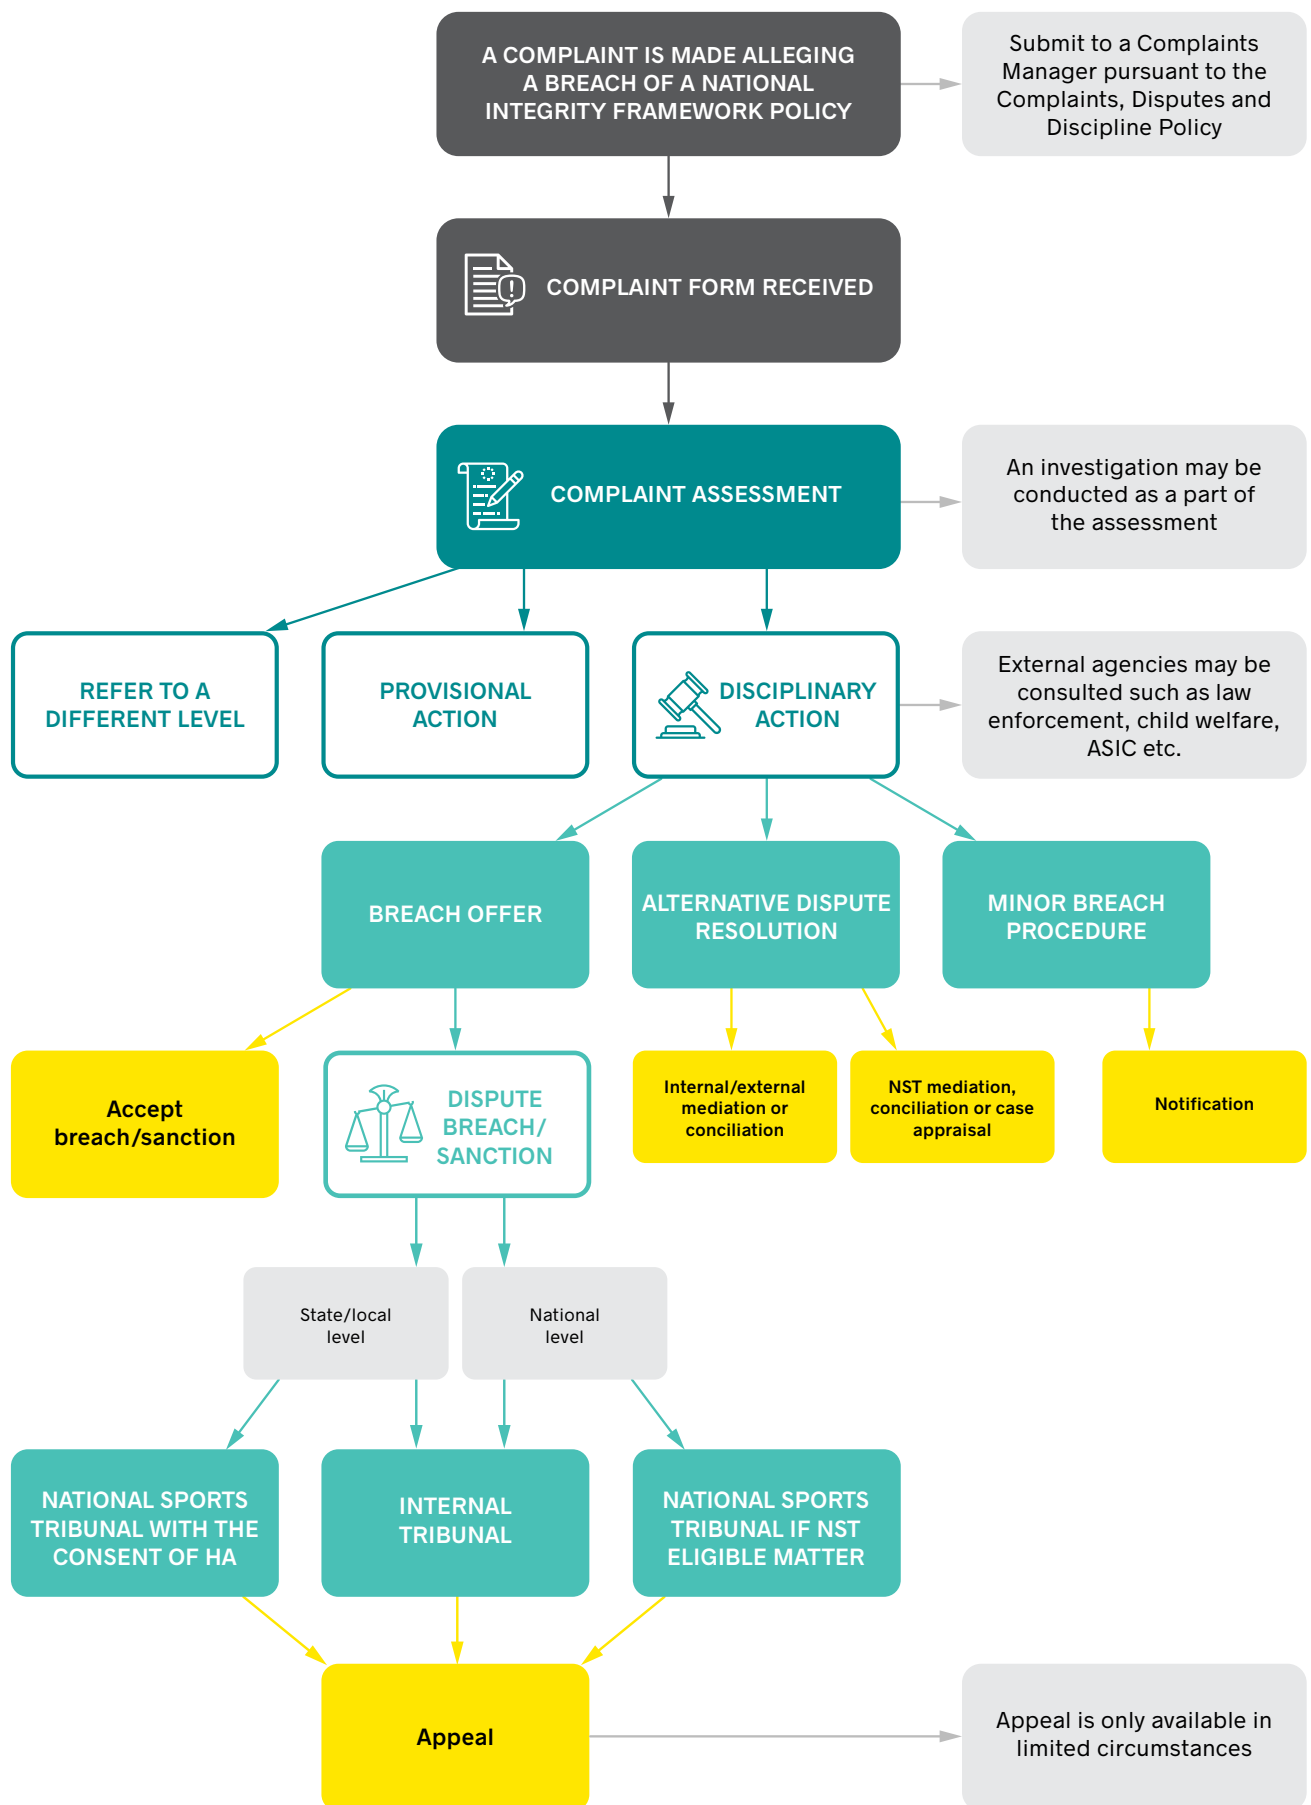 A COMPLAINT IS MADE ALLEGING
A BREACH OF A NATIONAL
INTEGRITY FRAMEWORK POLICY
Submit to a Complaints
Manager pursuant to the
Complaints, Disputes and
Discipline Policy
COMPLAINT FORM RECEIVED
COMPLAINT ASSESSMENT
An investigation may be
conducted as a part of
the assessment
REFER TO A
DIFFERENT LEVEL
PROVISIONAL
ACTION
DISCIPLINARY
ACTION
External agencies may be
consulted such as law
enforcement, child welfare,
ASIC etc.
BREACH OFFER
ALTERNATIVE DISPUTE
RESOLUTION
MINOR BREACH
PROCEDURE
Accept
breach/sanction
DISPUTE
BREACH/
SANCTION
Internal/external
mediation or
conciliation
NST mediation,
conciliation or case
appraisal
Notification
State/local
level
National
level
NATIONAL SPORTS
TRIBUNAL WITH THE
CONSENT OF HA
INTERNAL
TRIBUNAL
NATIONAL SPORTS
TRIBUNAL IF NST
ELIGIBLE MATTER
Appeal
Appeal is only available in
limited circumstances